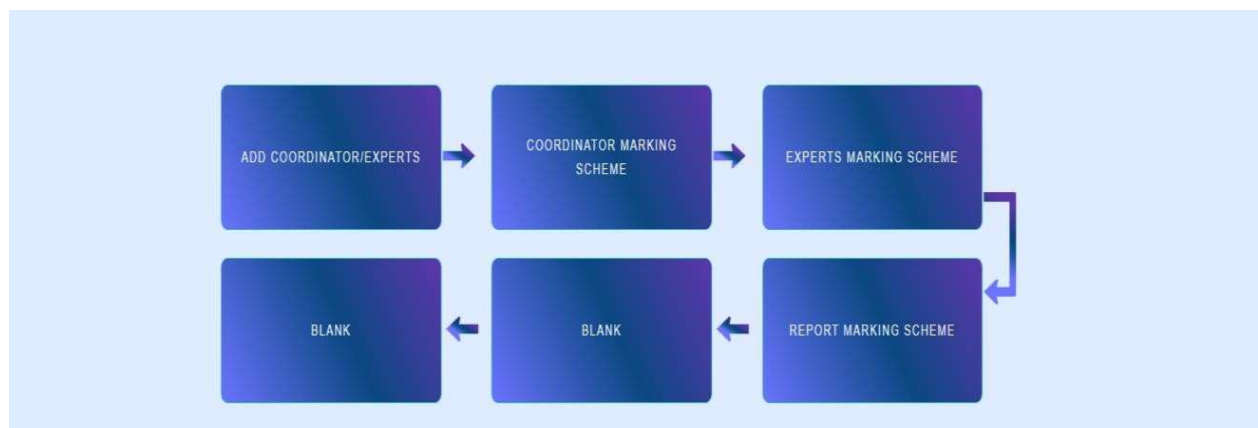 ADD COORDINATOR/EXPERTS
COORDINATOR MARKING
SCHEME
EXPERTS MARKING SCHEME
REPORT MARKING SCHEME
BLANK
BLANK